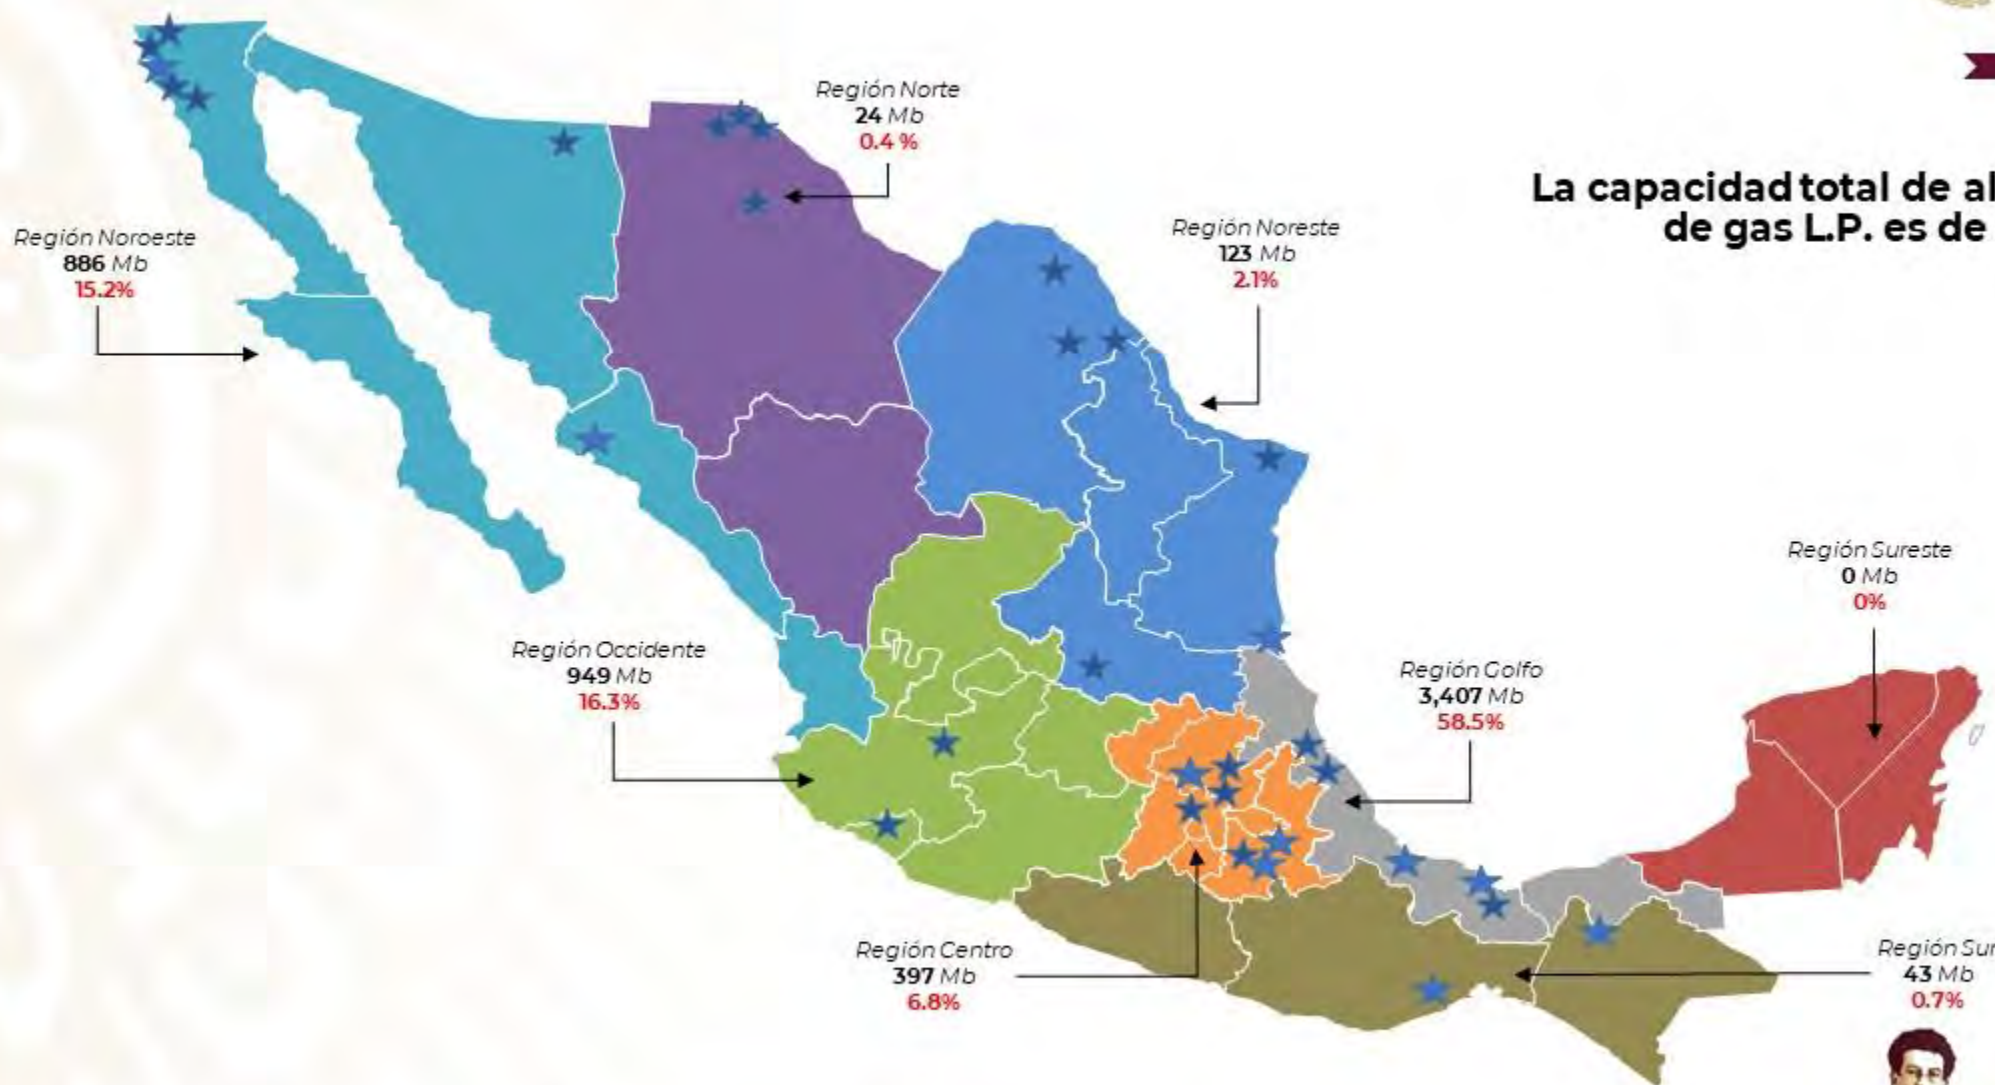 Región Norte
24 Mb
0.4 %
La capacidad total de al
de gas L.P. es de
Región Noroeste
886 Mb
15.2%
Región Noreste
123 Mb
2.1%
Región Sureste
0 Mb
0%
Región Occidente
949 Mb
16.3%
Región Golfo
3,407 Mb
58.5%
Región Centro
397 Mb
6.8%
Región Sur
43 Mb
0.7%